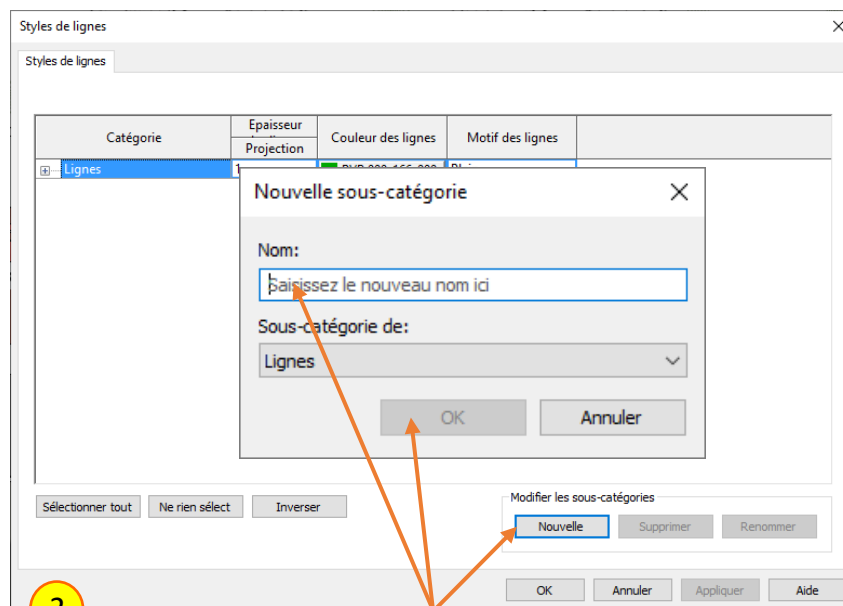 Styles de lignes
Styles de lignes
Catégorie
Epaisseur
Projection
Couleur des lignes
Motif des lignes
Lignes
Nouvelle sous-catégorie
Nom:
Saisissez le nouveau nom ici
Sous-catégorie de:
Lignes
OK Annuler
Sélectionner tout Ne rien sélect Inverser
Modifier les sous-catégories
Nouvelle Supprimer Renommer
OK Annuler Appliquer Aide